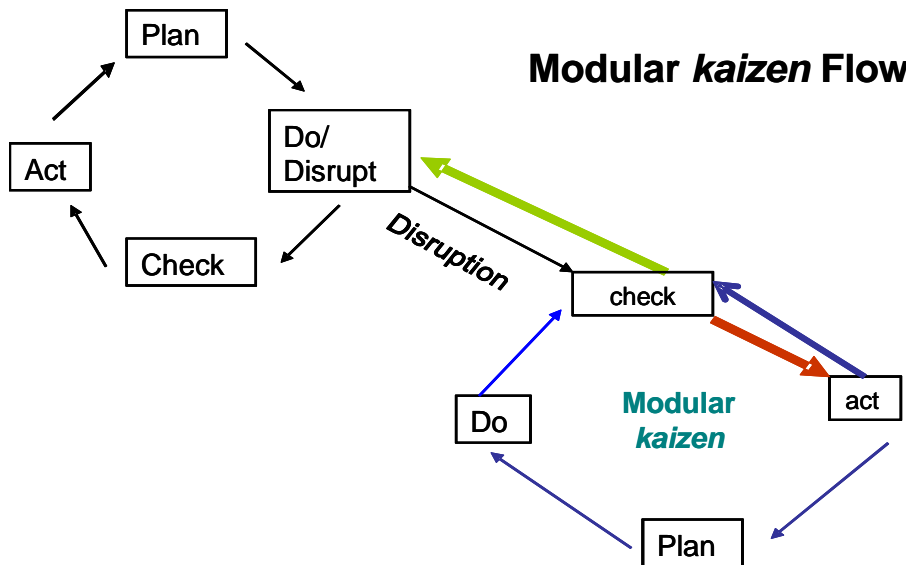 Plan
Modular kaizen Flow
Do/
Disrupt
Act
Check
Disruption
check
act
Modular
kaizen
Do
Plan